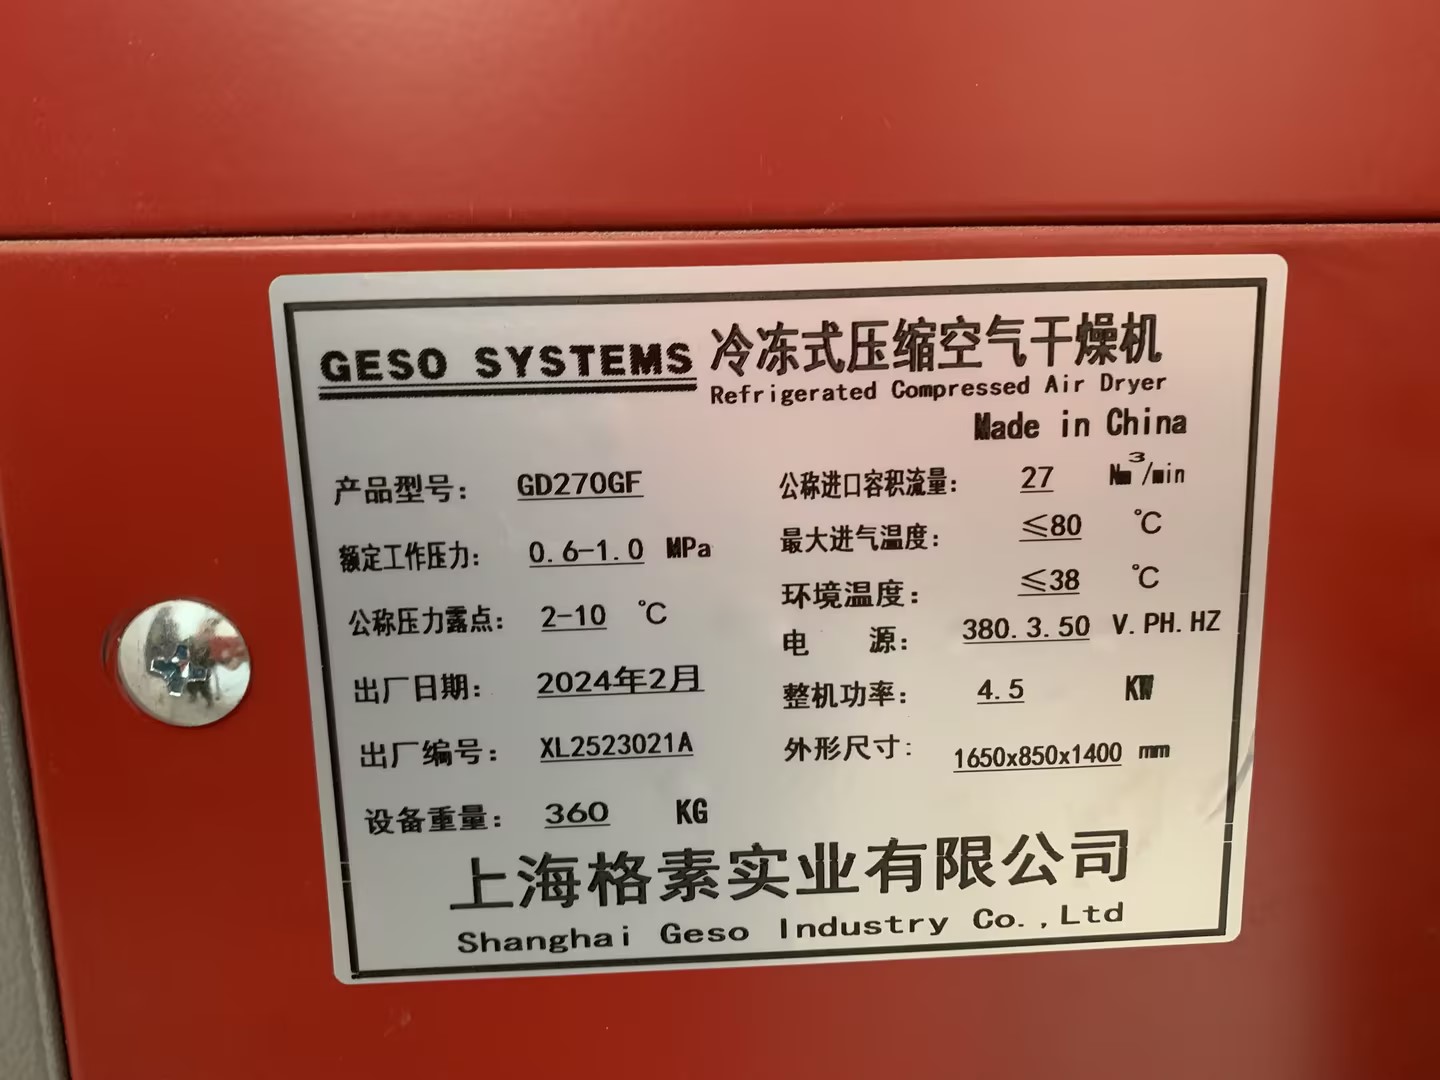 GESO SYSTEMS 冷冻式压缩空气干燥机
Refrigerated Compressed Air Dryer
Made in China
产品型号: GD270GF
额定工作压力: 0.6-1.0 MPa
公称压力露点: 2-10 ℃
出厂日期: 2024年2月
出厂编号: XL2523021A
设备重量: 360 KG
公称进口容积流量: 27 Nm³/min
最大进气温度: ≤80 ℃
环境温度: ≤38 ℃
电 源: 380.3.50 V.PH.HZ
整机功率: 4.5 KW
外形尺寸: 1650x850x1400 mm
上海格素实业有限公司
Shanghai Geso Industry Co.,Ltd